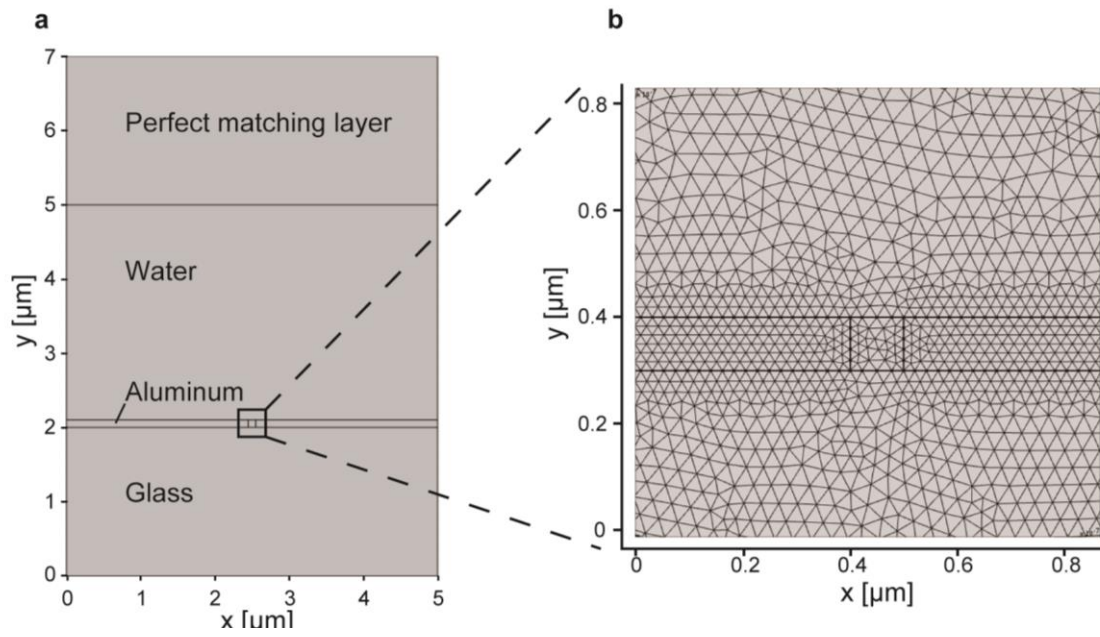 a
7
6
5
4
3
2
1
0
y [µm]
Perfect matching layer
Water
Aluminum
Glass
0 1 2 3 4 5
x [µm]
b
0.8
0.6
0.4
0.2
0
y [µm]
0 0.2 0.4 0.6 0.8
x [µm]